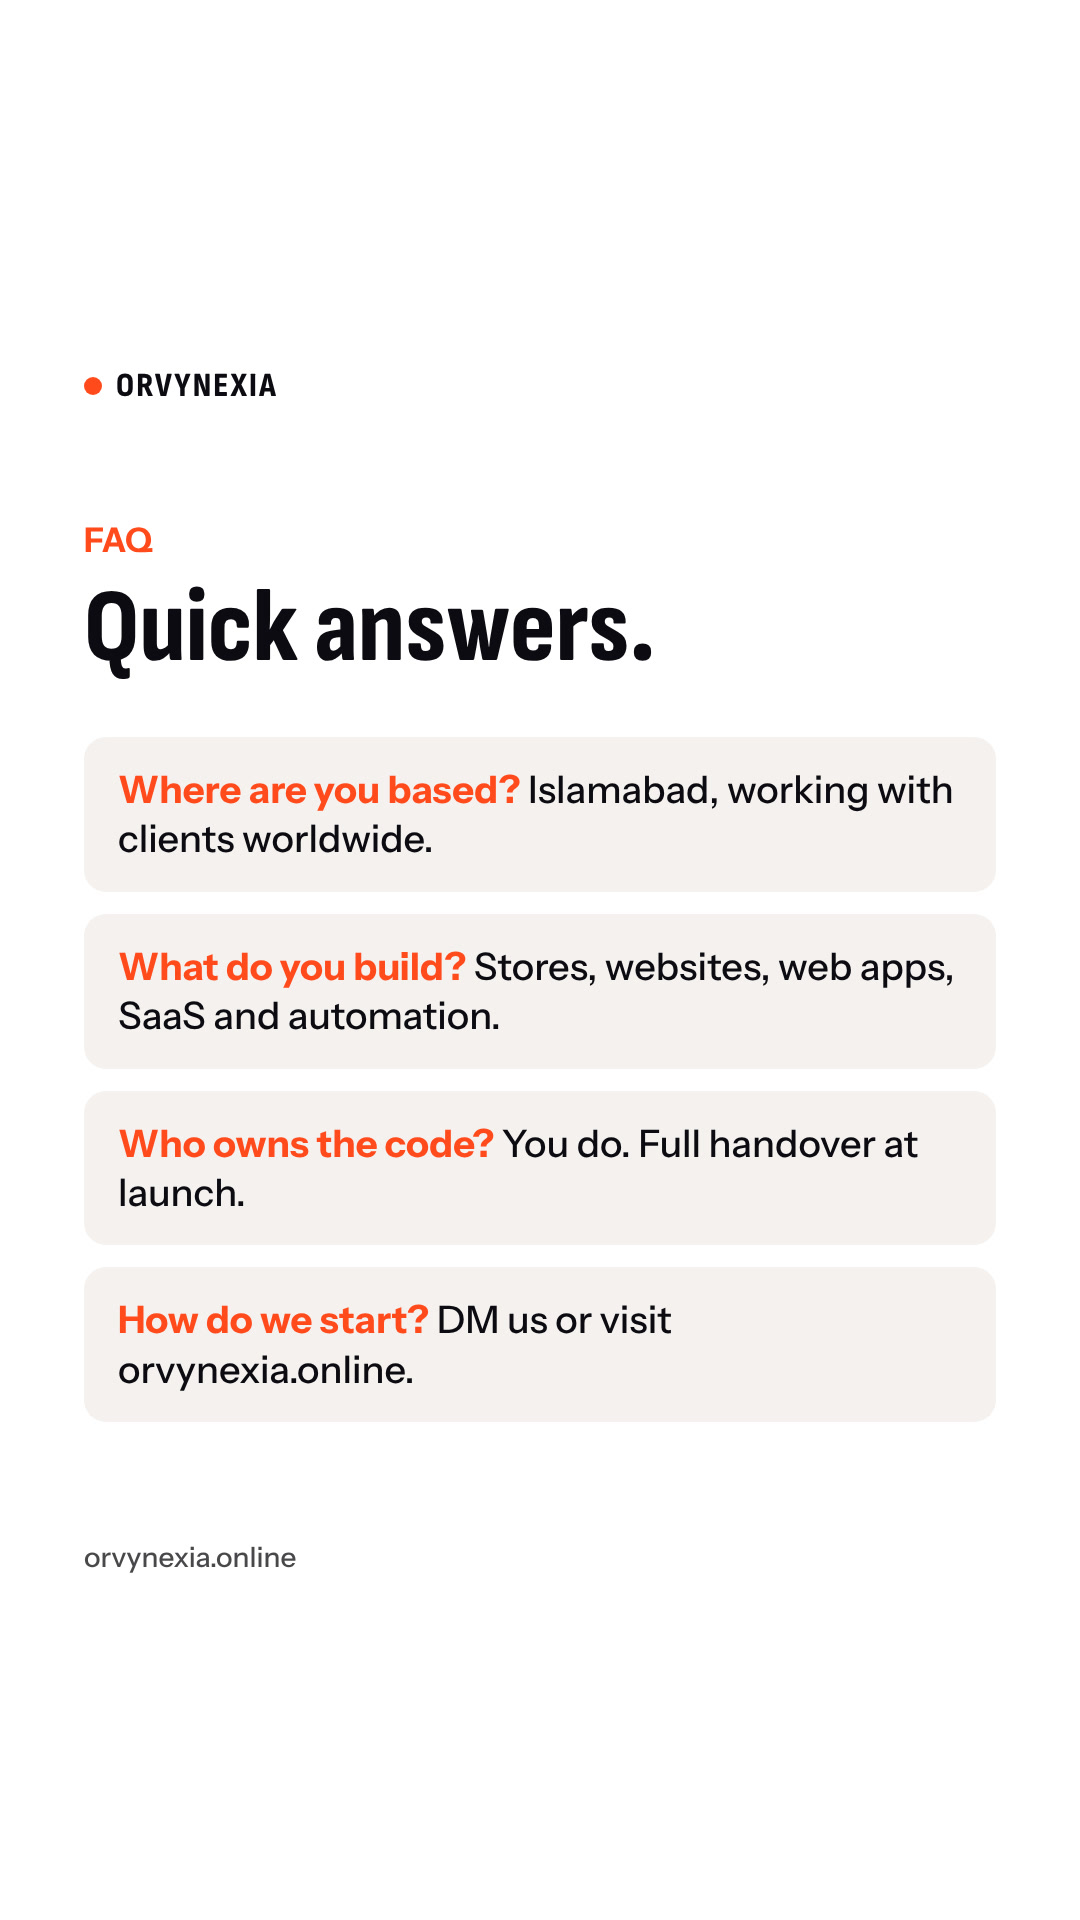 ORVYNEXIA
FAQ
Quick answers.
Where are you based? Islamabad, working with
clients worldwide.
What do you build? Stores, websites, web apps,
SaaS and automation.
Who owns the code? You do. Full handover at
launch.
How do we start? DM us or visit
orvynexia.online.
orvynexia.online